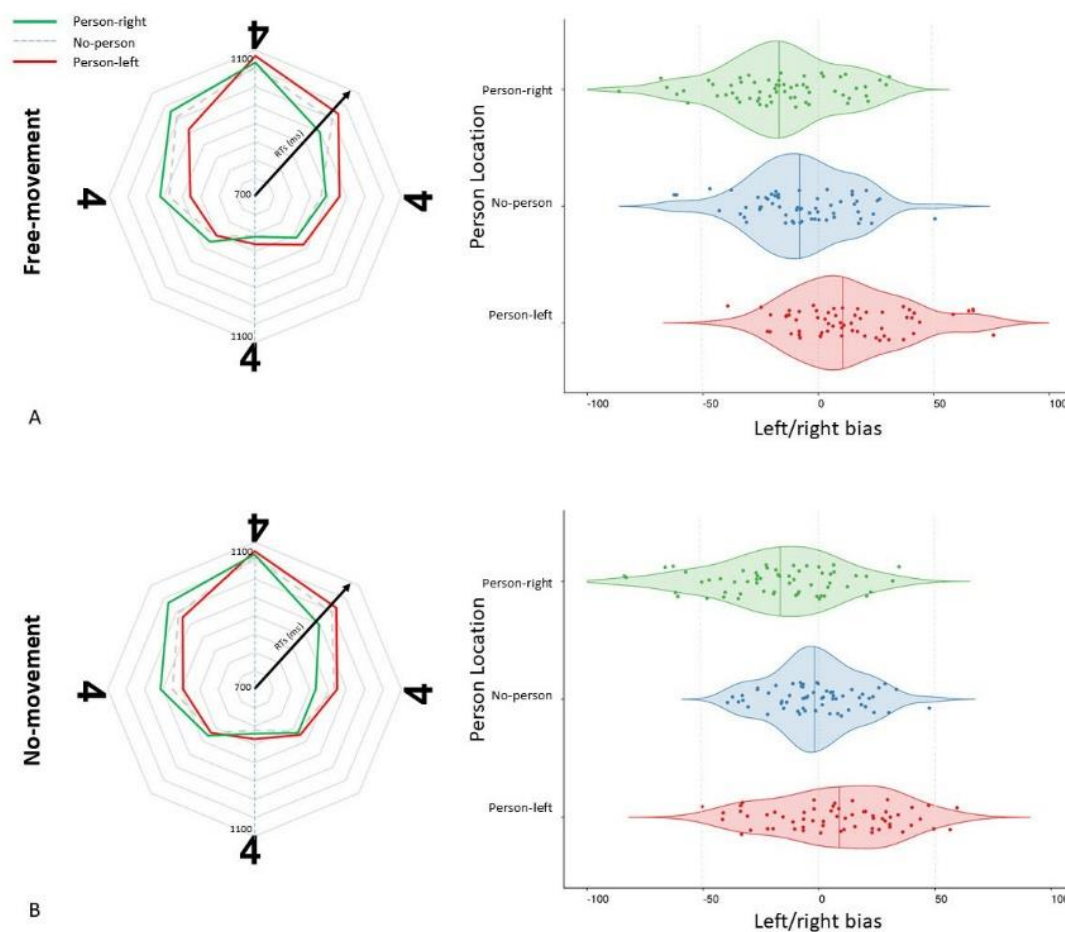 Person-right
No-person
Person-left
Free-movement
4
1100
RTs (ms)
700
4
4
1100
4
A
Person Location
Person-right
No-person
Person-left
-100
-50
0
50
100
Left/right bias
No-movement
4
1100
RTs (ms)
700
4
4
1100
4
B
Person Location
Person-right
No-person
Person-left
-100
-50
0
50
100
Left/right bias